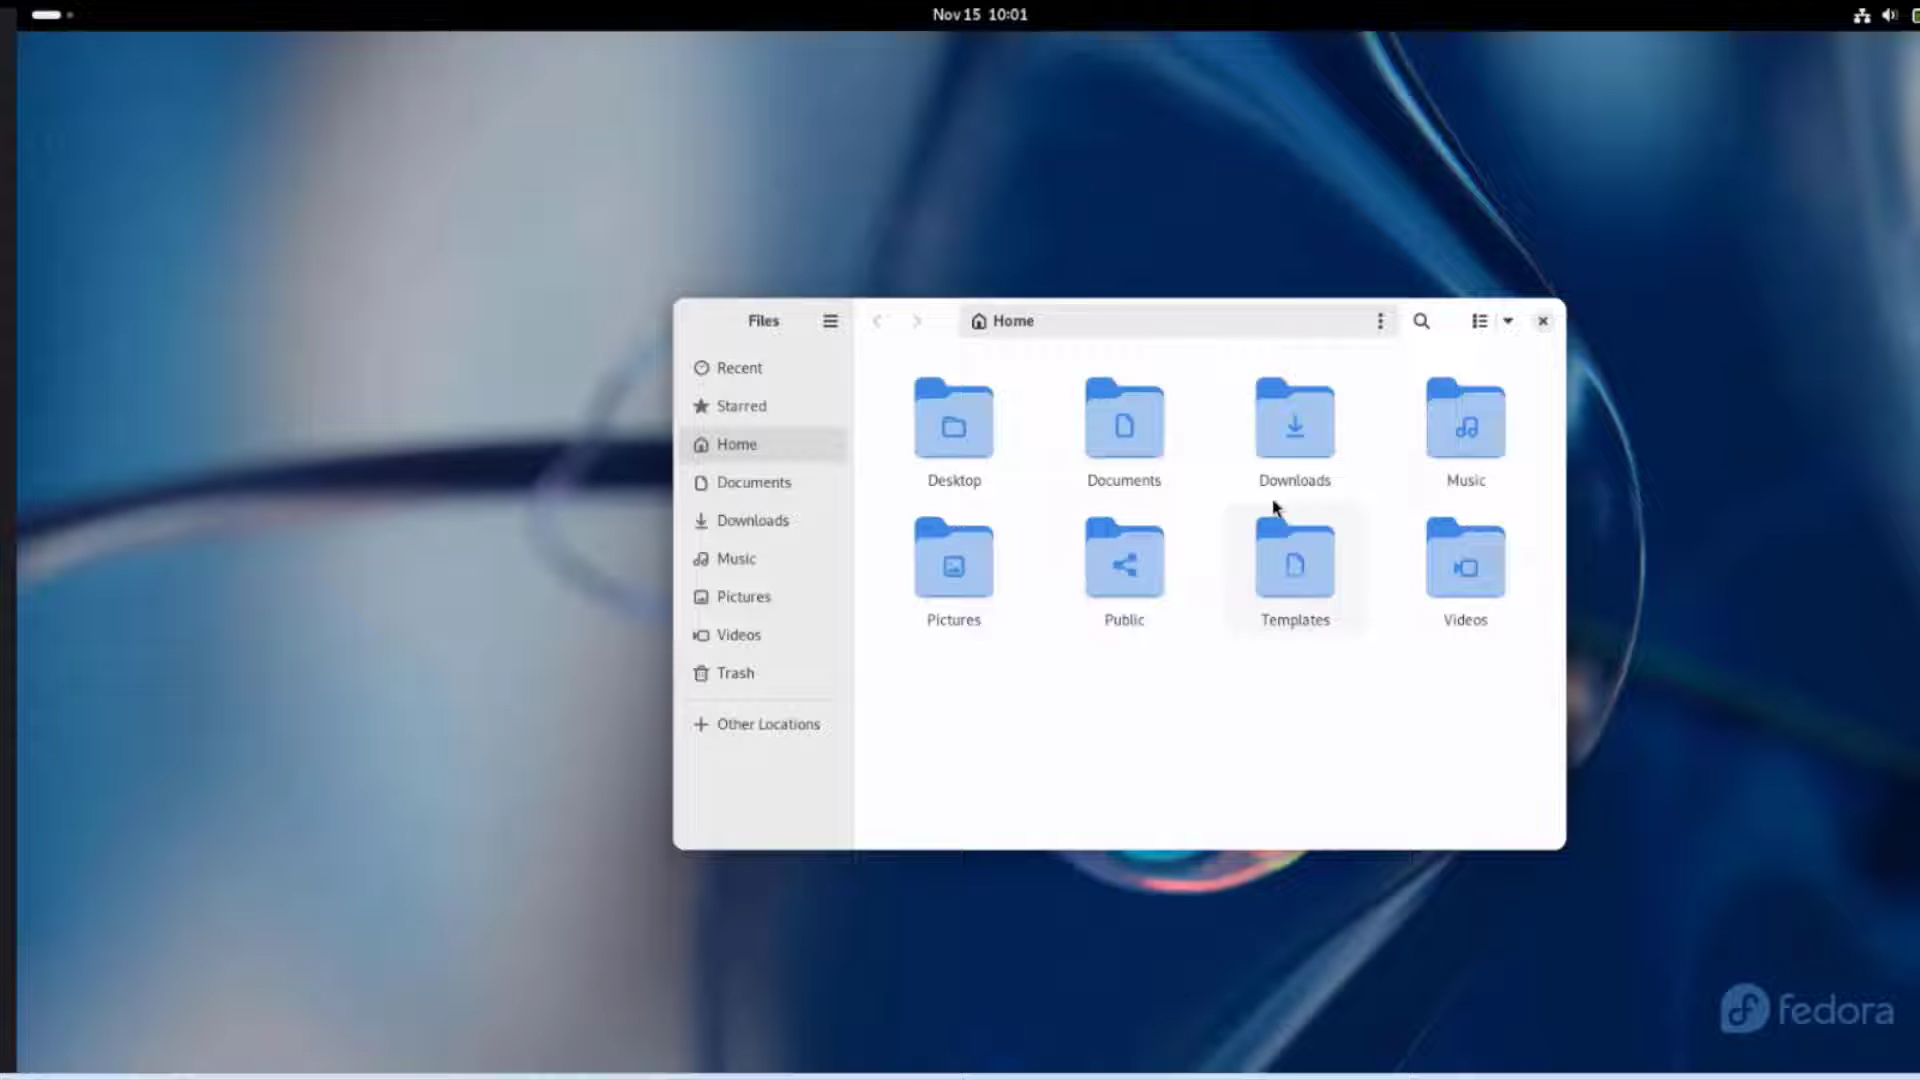 Nov 15 10:01
Files
Home
Recent
Starred
Home
Documents
Downloads
Music
Pictures
Videos
Trash
Other Locations
Desktop
Documents
Downloads
Music
Pictures
Public
Templates
Videos
fedora